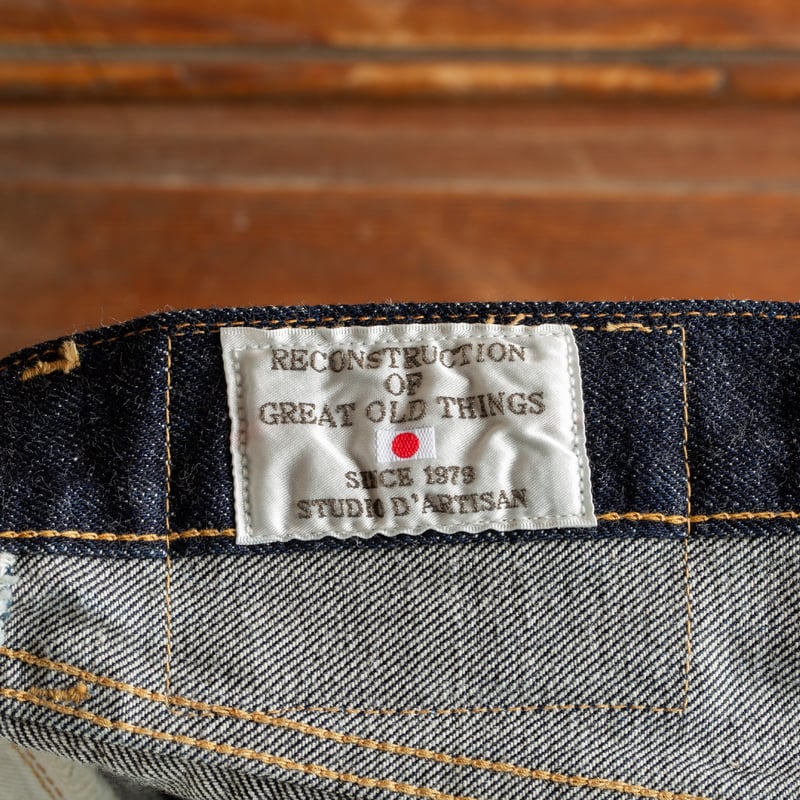 RECONSTRUCTION
OF
GREAT OLD THINGS
SINCE 1979
STUDIO D'ARTISAN